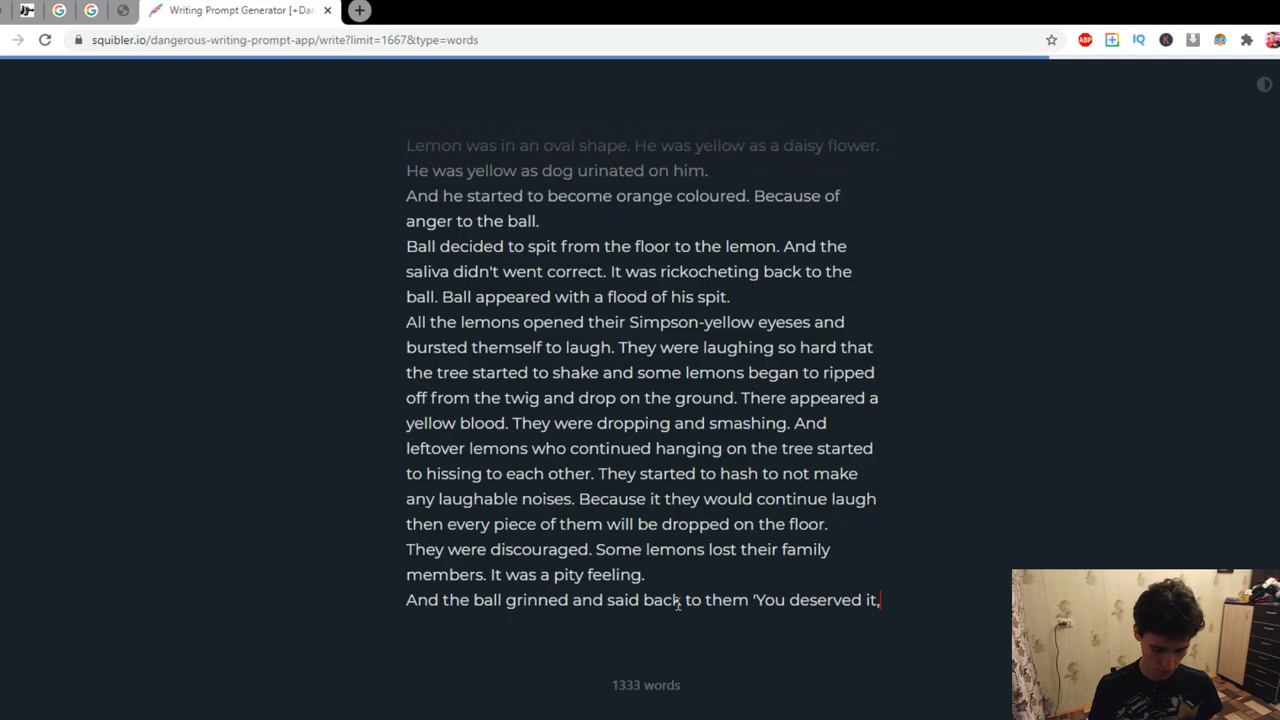 Writing Prompt Generator [+Dan
squibler.io/dangerous-writing-prompt-app/write?limit=1667&type=words
ABP
IQ
K
Lemon was in an oval shape. He was yellow as a daisy flower.
He was yellow as dog urinated on him.
And he started to become orange coloured. Because of
anger to the ball.
Ball decided to spit from the floor to the lemon. And the
saliva didn't went correct. It was rickocheting back to the
ball. Ball appeared with a flood of his spit.
All the lemons opened their Simpson-yellow eyeses and
bursted themself to laugh. They were laughing so hard that
the tree started to shake and some lemons began to ripped
off from the twig and drop on the ground. There appeared a
yellow blood. They were dropping and smashing. And
leftover lemons who continued hanging on the tree started
to hissing to each other. They started to hash to not make
any laughable noises. Because it they would continue laugh
then every piece of them will be dropped on the floor.
They were discouraged. Some lemons lost their family
members. It was a pity feeling.
And the ball grinned and said back to them 'You deserved it,
1333 words